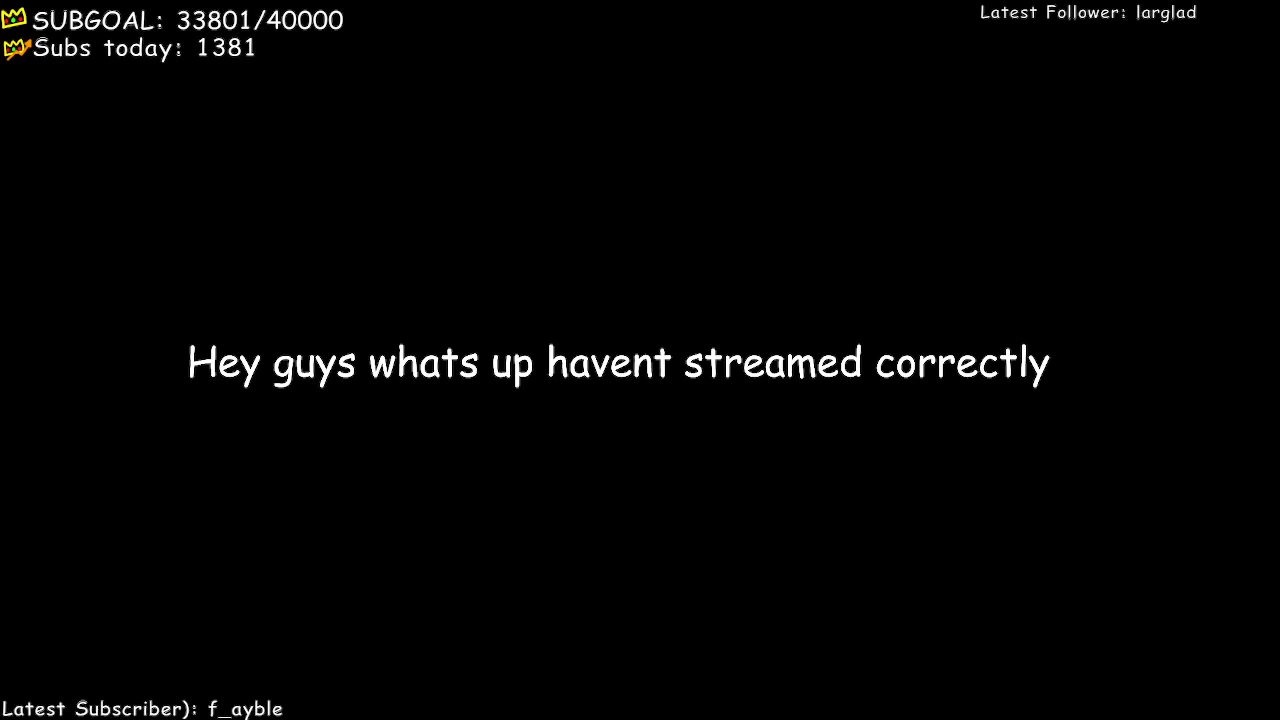 SUBGOAL: 33801/40000
Latest Follower: larglad
Subs today: 1381
Hey guys whats up havent streamed correctly
Latest Subscriber): f_ayble